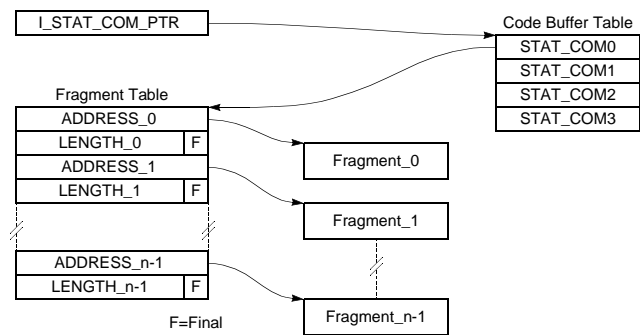 I_STAT_COM_PTR
Code Buffer Table
STAT_COM0
STAT_COM1
STAT_COM2
STAT_COM3
Fragment Table
ADDRESS_0
LENGTH_0 F
ADDRESS_1
LENGTH_1 F
ADDRESS_n-1
LENGTH_n-1 F
F=Final
Fragment_0
Fragment_1
Fragment_n-1